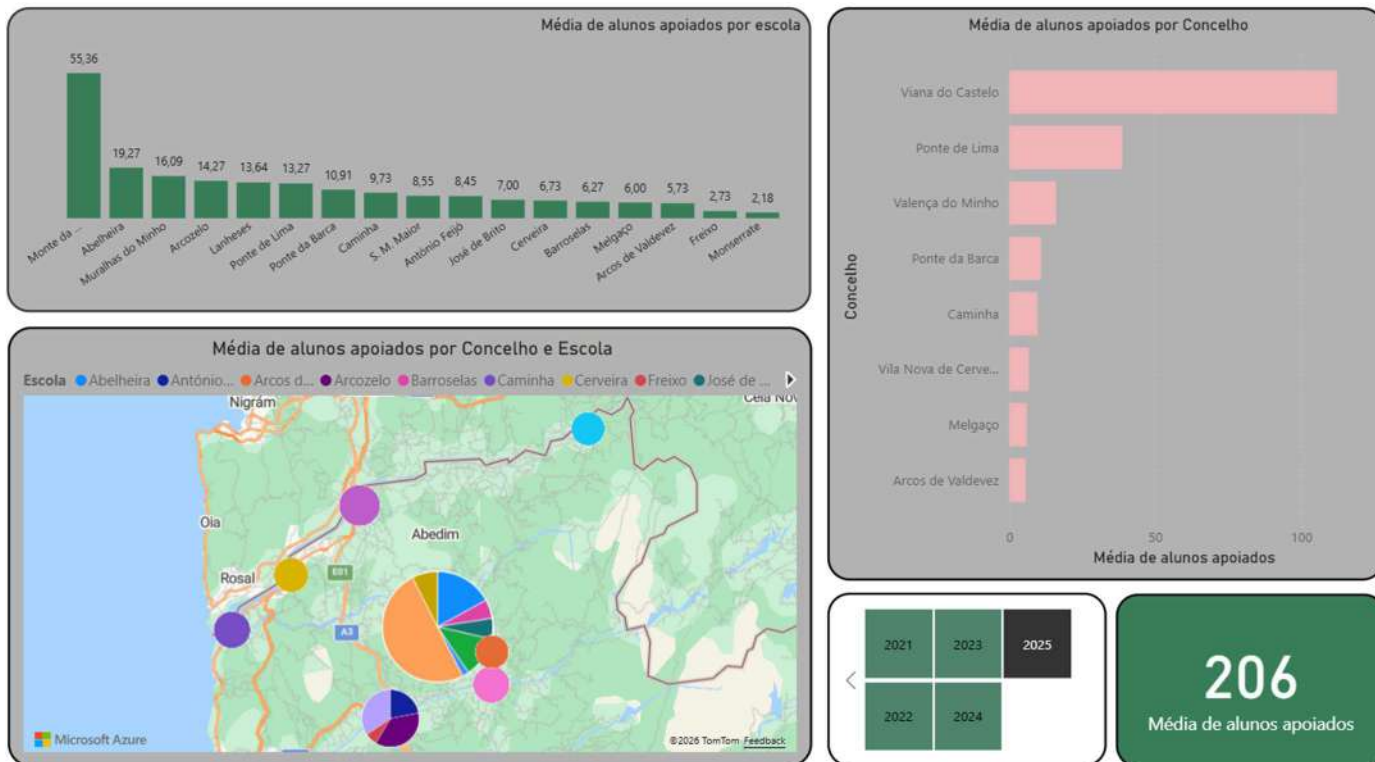 Média de alunos apoiados por escola
55,36
19,27
16,09
14,27
13,64
13,27
10,91
9,73
8,55
8,45
7,00
6,73
6,27
6,00
5,73
2,73
2,18
Monte da ...
Abelheira
Muralhas do Minho
Arcozelo
Lanheses
Ponte de Lima
Ponte da Barca
Caminha
S. M. Maior
António Feijó
José de Brito
Cerveira
Barroselas
Melgaço
Arcos de Valdevez
Freixo
Monserrate
Média de alunos apoiados por Concelho
Concelho
Viana do Castelo
Ponte de Lima
Valença do Minho
Ponte da Barca
Caminha
Vila Nova de Cerve...
Melgaço
Arcos de Valdevez
0 50 100
Média de alunos apoiados
Média de alunos apoiados por Concelho e Escola
Escola Abelheira António... Arcos d... Arcozelo Barroselas Caminha Cerveira Freixo José de ...
Nigrám
Cela Nov
Oia
Abedim
Rosal
E01
A3
Microsoft Azure
©2026 TomTom Feedback
2021 2023 2025
2022 2024
206
Média de alunos apoiados